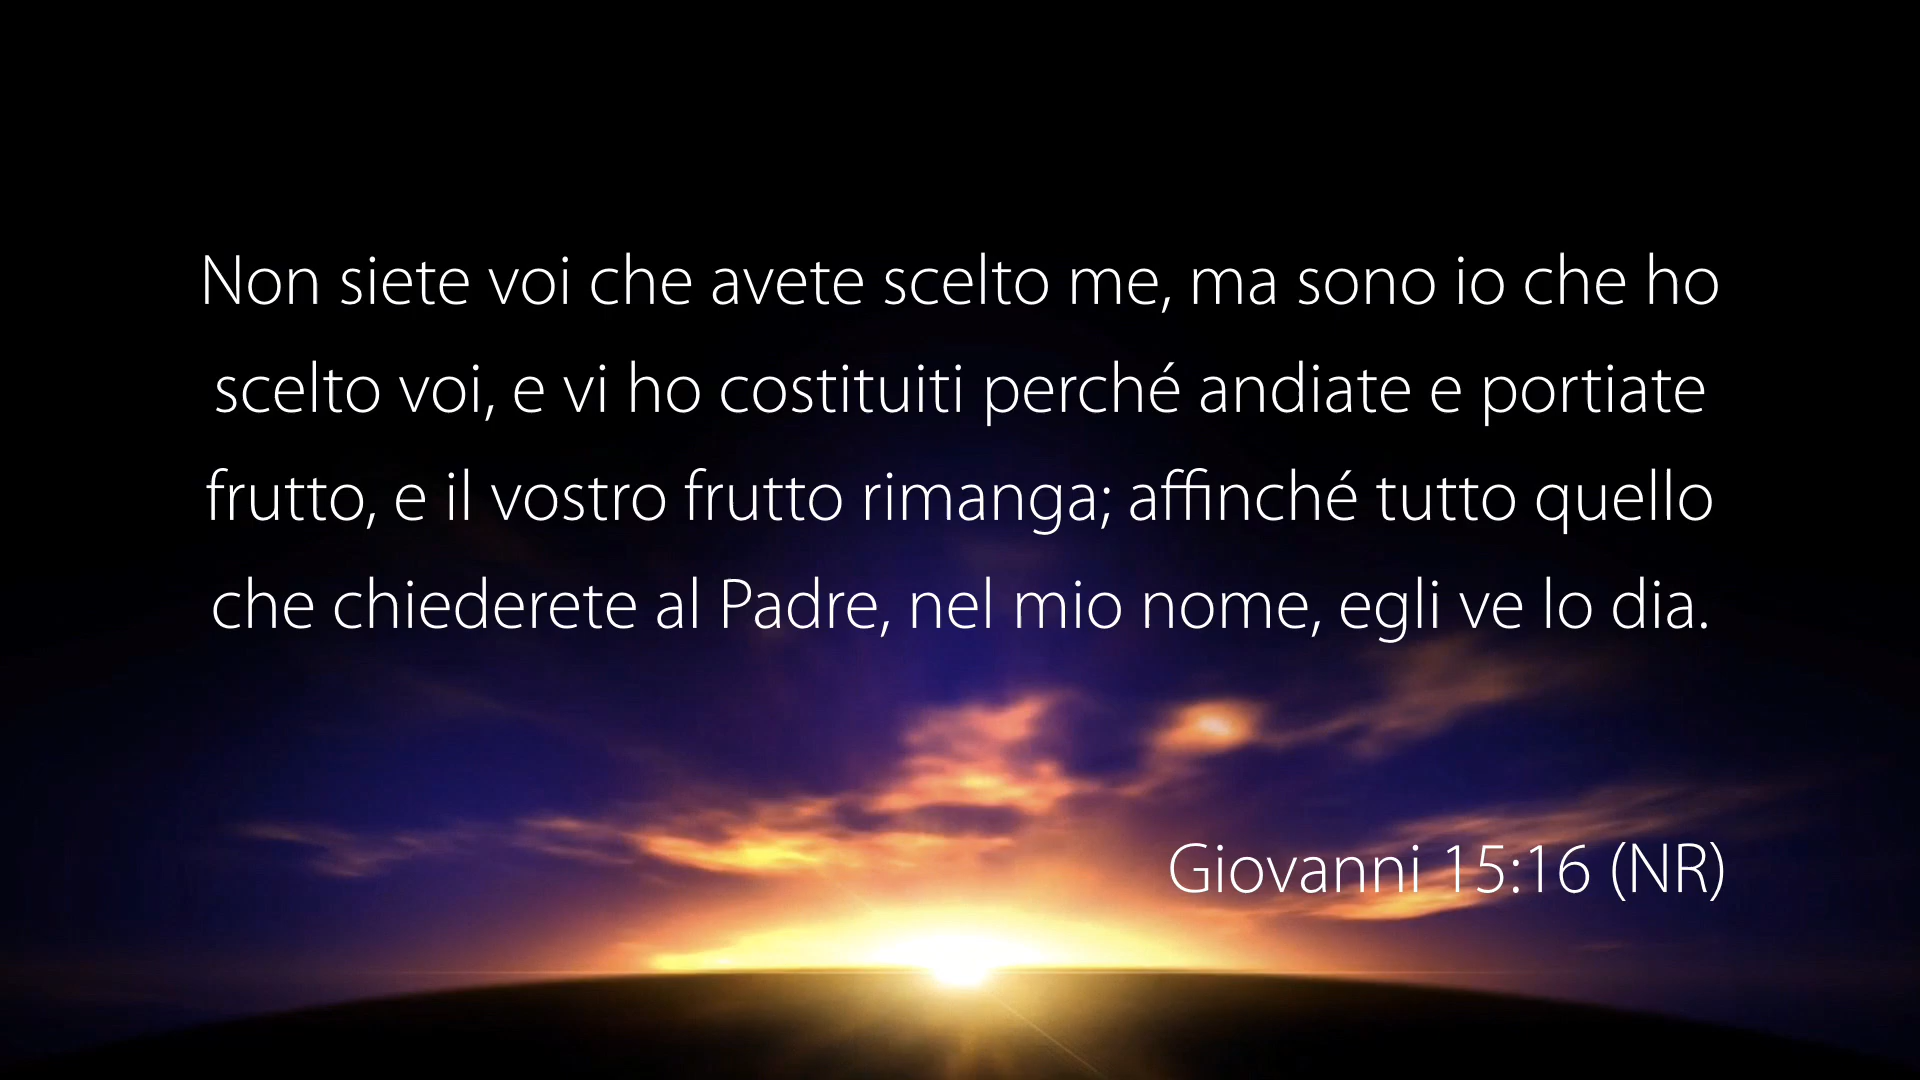 Non siete voi che avete scelto me, ma sono io che ho
scelto voi, e vi ho costituiti perché andiate e portiate
frutto, e il vostro frutto rimanga; affinché tutto quello
che chiederete al Padre, nel mio nome, egli ve lo dia.
Giovanni 15:16 (NR)